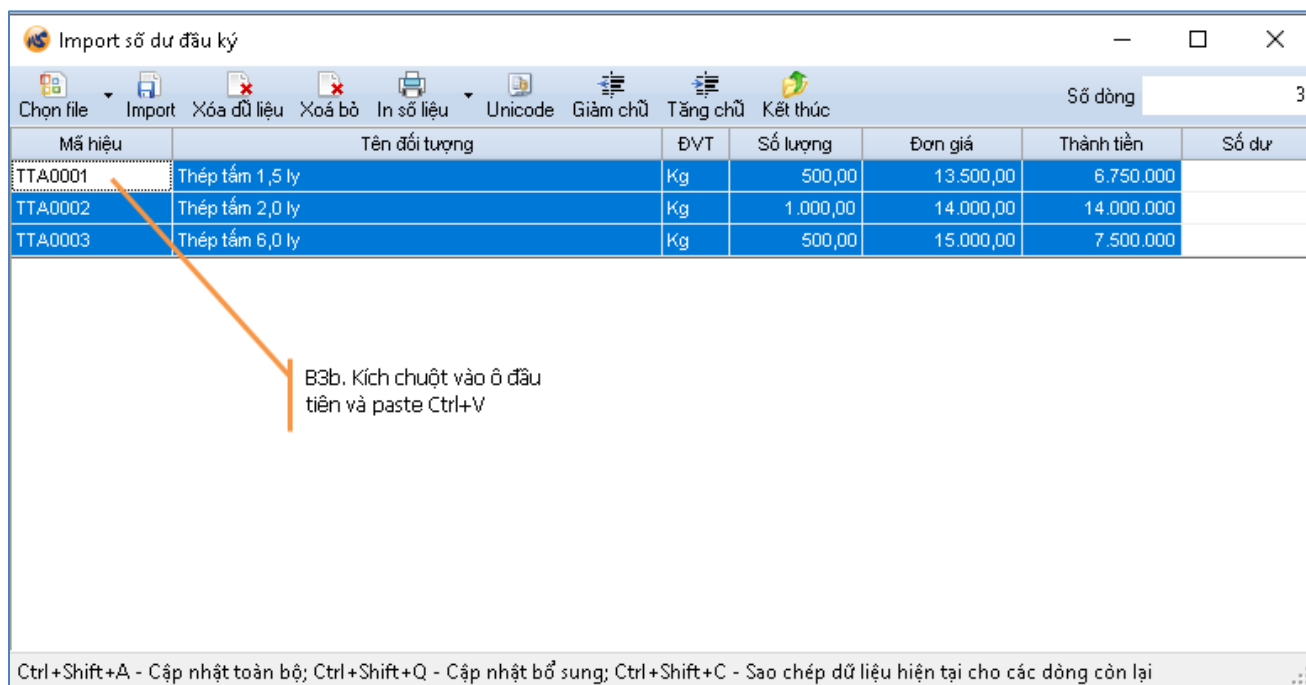 Import số dư đầu ký
Chọn file Import Xóa dữ liệu Xoá bỏ In số liệu Unicode Giảm chữ Tăng chữ Kết thúc Số dòng 3
Mã hiệu Tên đối tượng ĐVT Số lượng Đơn giá Thành tiền Số dư
TTA0001 Thép tấm 1,5 ly Kg 500,00 13.500,00 6.750.000
TTA0002 Thép tấm 2,0 ly Kg 1.000,00 14.000,00 14.000.000
TTA0003 Thép tấm 6,0 ly Kg 500,00 15.000,00 7.500.000
B3b. Kích chuột vào ô đầu
tiên và paste Ctrl+V
Ctrl+Shift+A - Cập nhật toàn bộ; Ctrl+Shift+Q - Cập nhật bổ sung; Ctrl+Shift+C - Sao chép dữ liệu hiện tại cho các dòng còn lại